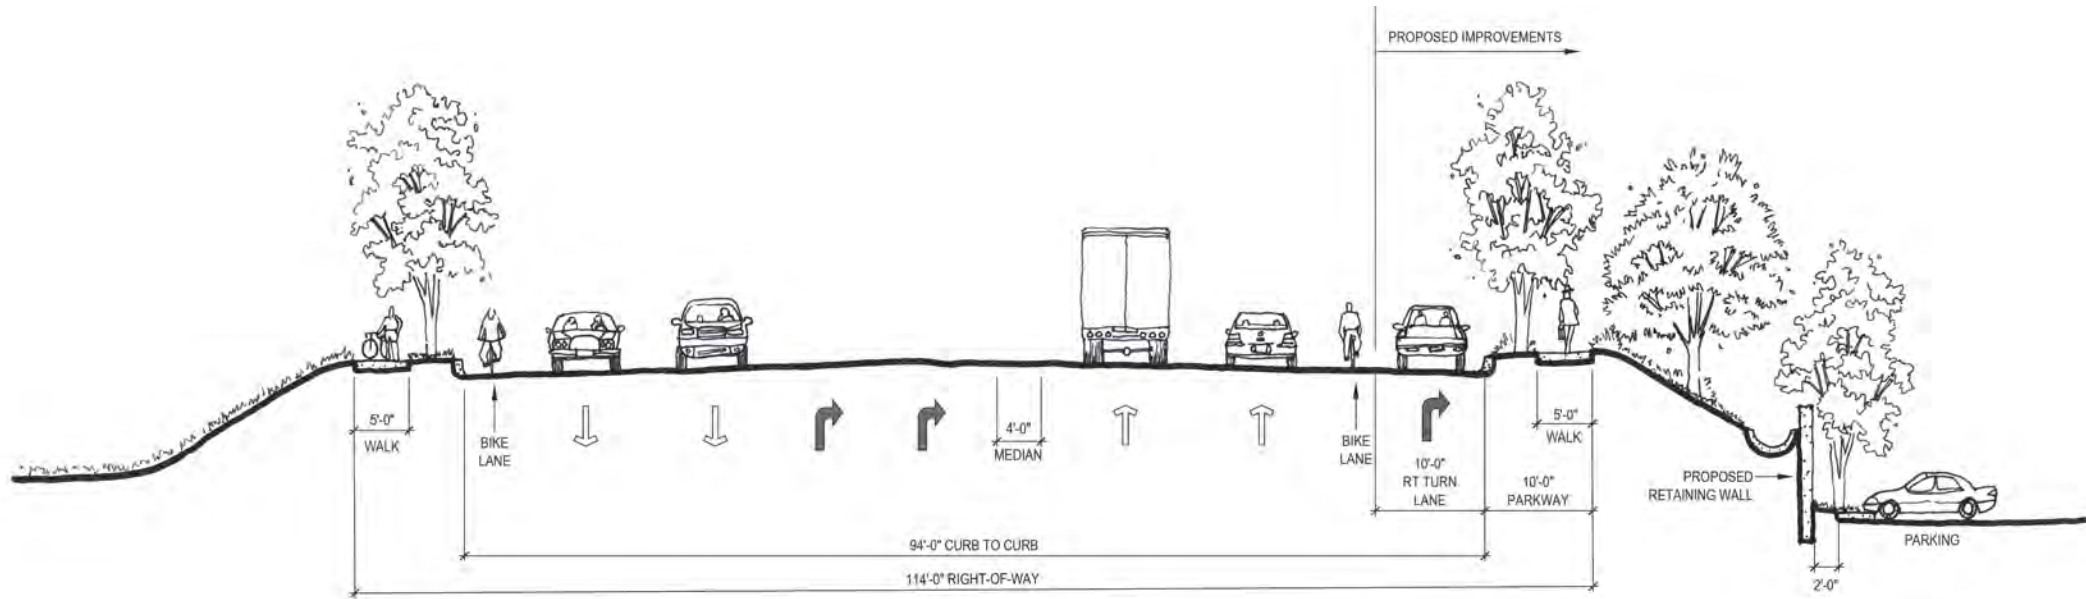 PROPOSED IMPROVEMENTS
5'-0"
WALK
BIKE
LANE
4'-0"
MEDIAN
BIKE
LANE
10'-0"
RT TURN
LANE
5'-0"
WALK
10'-0"
PARKWAY
PROPOSED
RETAINING WALL
PARKING
2'-0"
94'-0" CURB TO CURB
114'-0" RIGHT-OF-WAY